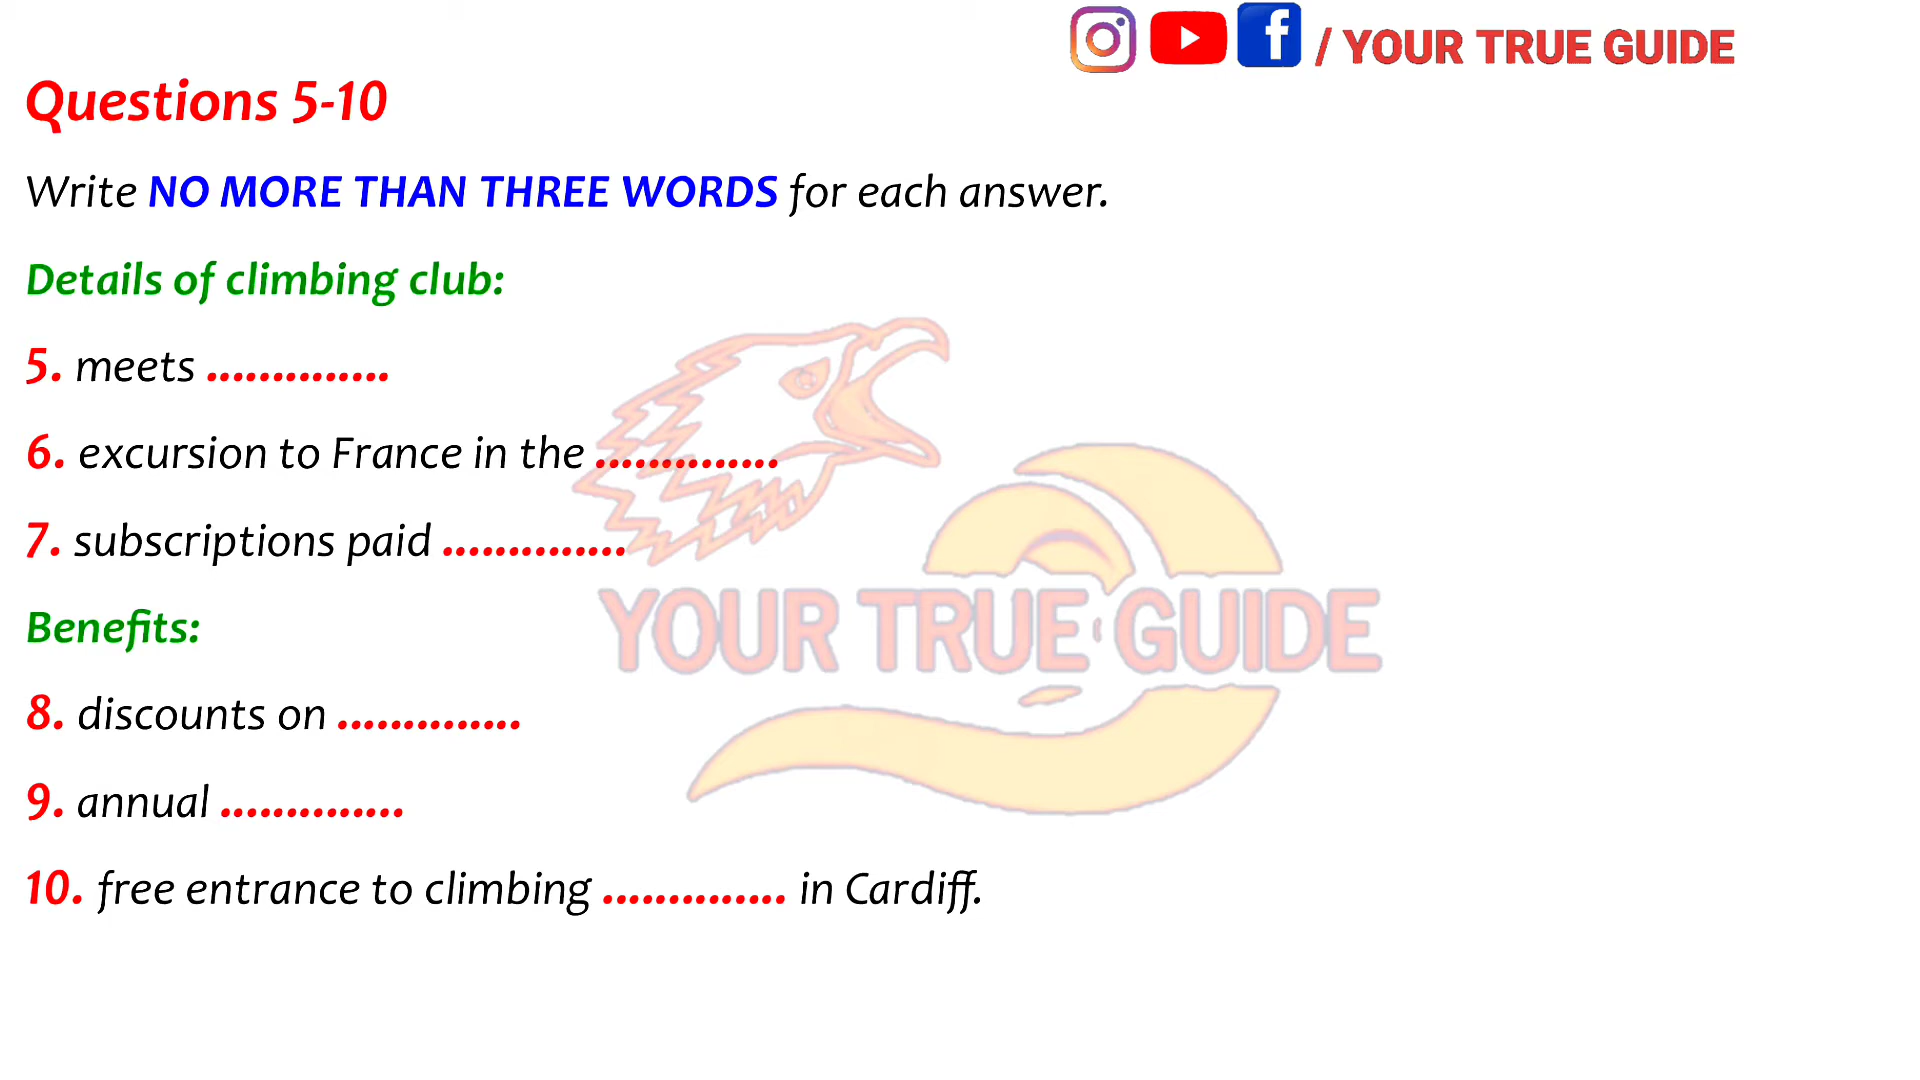 / YOUR TRUE GUIDE
Questions 5-10
Write NO MORE THAN THREE WORDS for each answer.
Details of climbing club:
5. meets ..............
6. excursion to France in the ..............
7. subscriptions paid ..............
YOUR TRUE GUIDE
Benefits:
8. discounts on ..............
9. annual ..............
10. free entrance to climbing .............. in Cardiff.